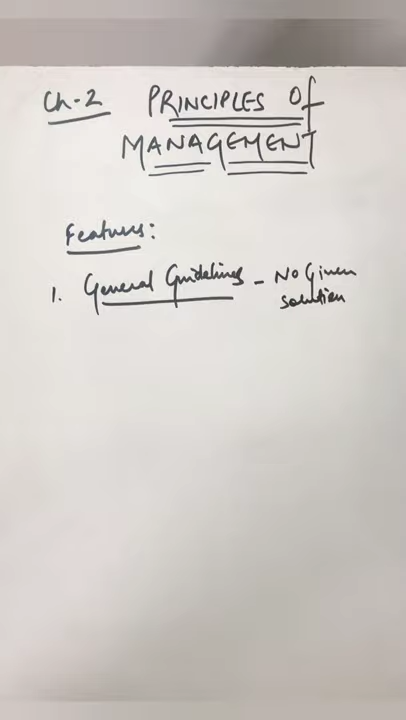 Ch-2 PRINCIPLES Of
MANAGEMENT
Features:
1. General Guidelines - No Given
solution